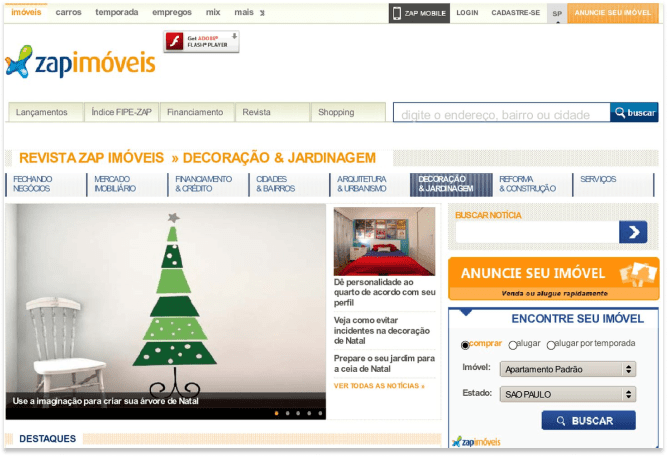 imóveis carros temporada empregos mix mais
ZAP MOBILE LOGIN CADASTRE-SE SP ANUNCIE SEU IMÓVEL
Get ADOBE®
FLASH® PLAYER
zapimóveis
Lançamentos Índice FIPE-ZAP Financiamento Revista Shopping
digite o endereço, bairro ou cidade buscar
REVISTA ZAP IMÓVEIS » DECORAÇÃO & JARDINAGEM
FECHANDO
NEGÓCIOS
MERCADO
IMOBILIÁRIO
FINANCIAMENTO
& CRÉDITO
CIDADES
& BAIRROS
ARQUITETURA
& URBANISMO
DECORAÇÃO
& JARDINAGEM
REFORMA
& CONSTRUÇÃO
SERVIÇOS
Use a imaginação para criar sua árvore de Natal
Dê personalidade ao
quarto de acordo com seu
perfil
Veja como evitar
incidentes na decoração
de Natal
Prepare o seu jardim para
a ceia de Natal
VER TODAS AS NOTÍCIAS »
BUSCAR NOTÍCIA
ANUNCIE SEU IMÓVEL
Venda ou alugue rapidamente
ENCONTRE SEU IMÓVEL
comprar alugar alugar por temporada
Imóvel: Apartamento Padrão
Estado: SAO PAULO
BUSCAR
zapimóveis
DESTAQUES